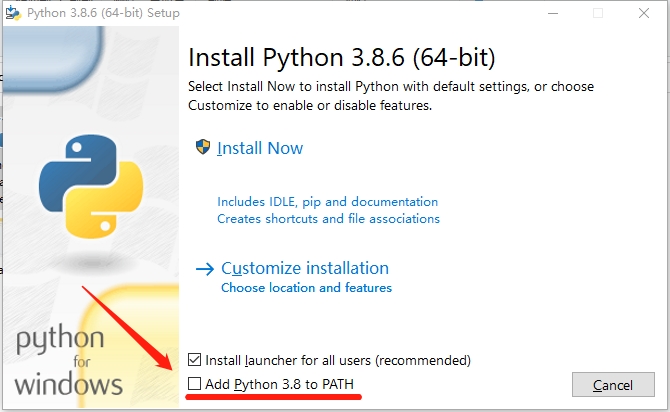 Python 3.8.6 (64-bit) Setup
Install Python 3.8.6 (64-bit)
Select Install Now to install Python with default settings, or choose
Customize to enable or disable features.
Install Now
Includes IDLE, pip and documentation
Creates shortcuts and file associations
Customize installation
Choose location and features
python
for
windows
Install launcher for all users (recommended)
Add Python 3.8 to PATH
Cancel